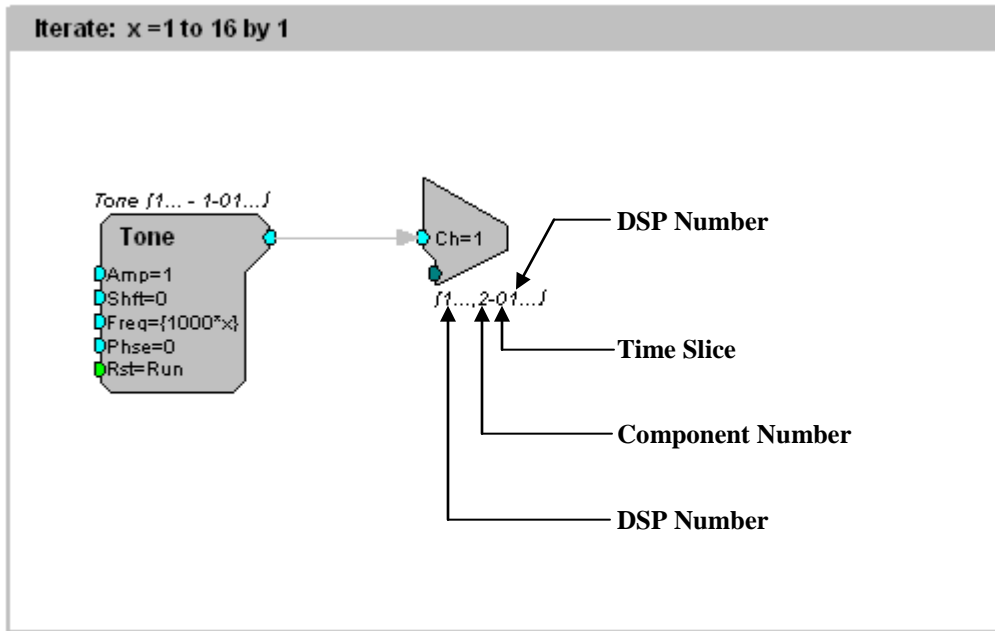 Iterate: x =1 to 16 by 1
Tone [1... - 1-01...]
Tone
Amp=1
Shft=0
Freq={1000*x}
Phse=0
Rst=Run
Ch=1
[1...,2-01...]
DSP Number
Time Slice
Component Number
DSP Number